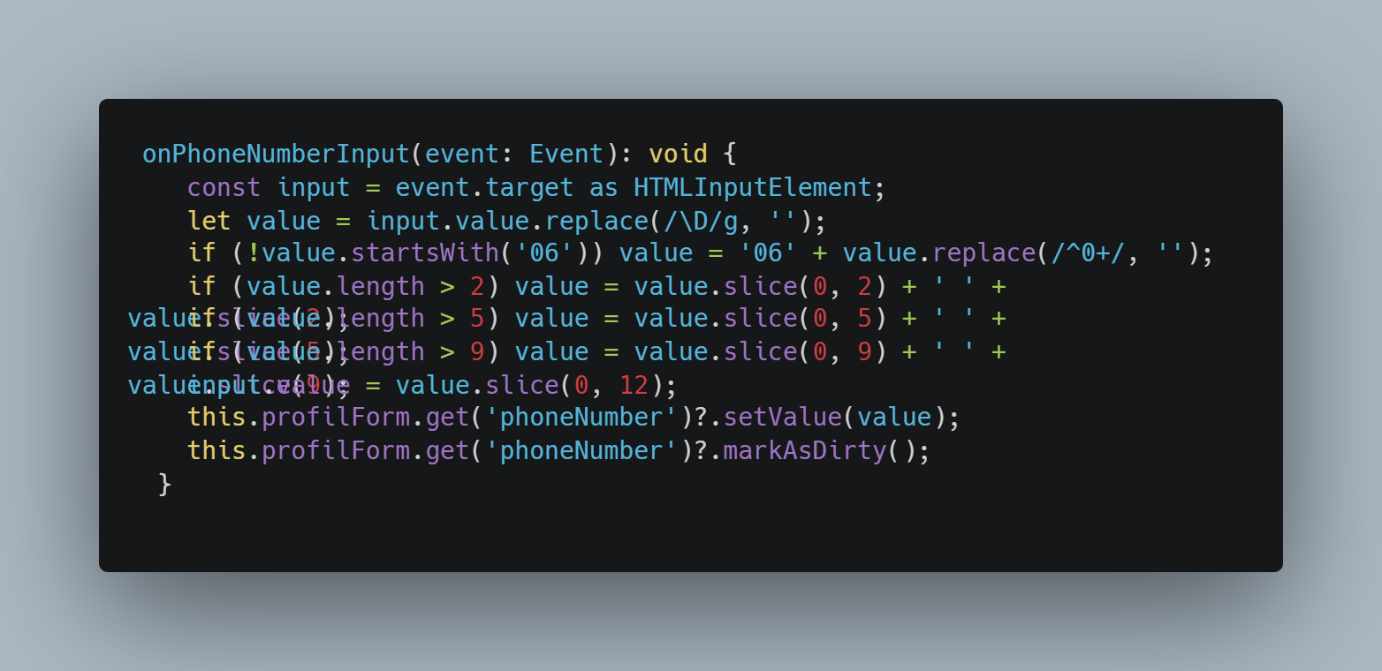 onPhoneNumberInput(event: Event): void {
const input = event.target as HTMLInputElement;
let value = input.value.replace(/\D/g, '');
if (!value.startsWith('06')) value = '06' + value.replace(/^0+/, '');
if (value.length > 2) value = value.slice(0, 2) + ' ' +
value.slice(2);
if (value.length > 5) value = value.slice(0, 5) + ' ' +
value.slice(5);
if (value.length > 9) value = value.slice(0, 9) + ' ' +
value.slice(9);
input.value = value.slice(0, 12);
this.profilForm.get('phoneNumber')?.setValue(value);
this.profilForm.get('phoneNumber')?.markAsDirty();
}